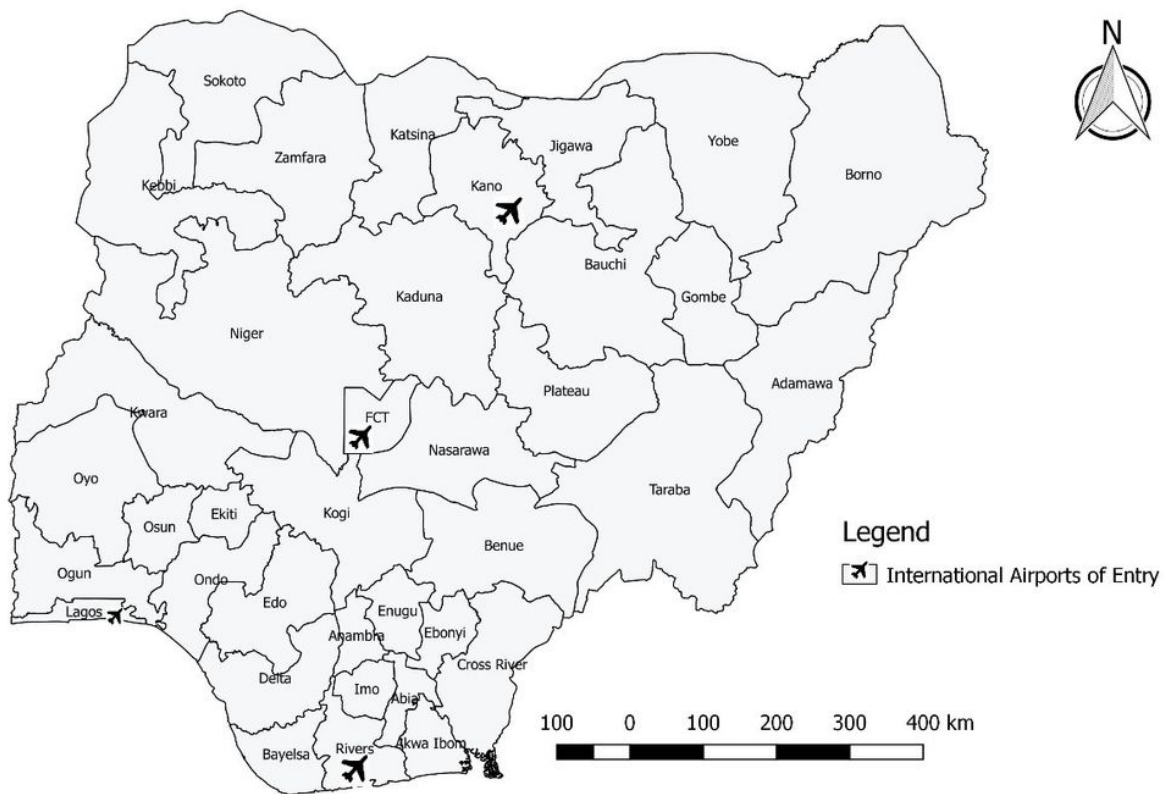 N
Sokoto
Katsina
Zamfara
Jigawa
Yobe
Borno
Kebbi
Kano
Bauchi
Kaduna
Gombe
Niger
Plateau
Adamawa
Kwara
FCT
Nasarawa
Oyo
Taraba
Osun
Ekiti
Kogi
Benue
Legend
Ogun
Ondo
International Airports of Entry
Edo
Lagos
Enugu
Anambra
Ebonyi
Cross River
Delta
Imo
Abia
100 0 100 200 300 400 km
Bayelsa
Rivers
Akwa Ibom